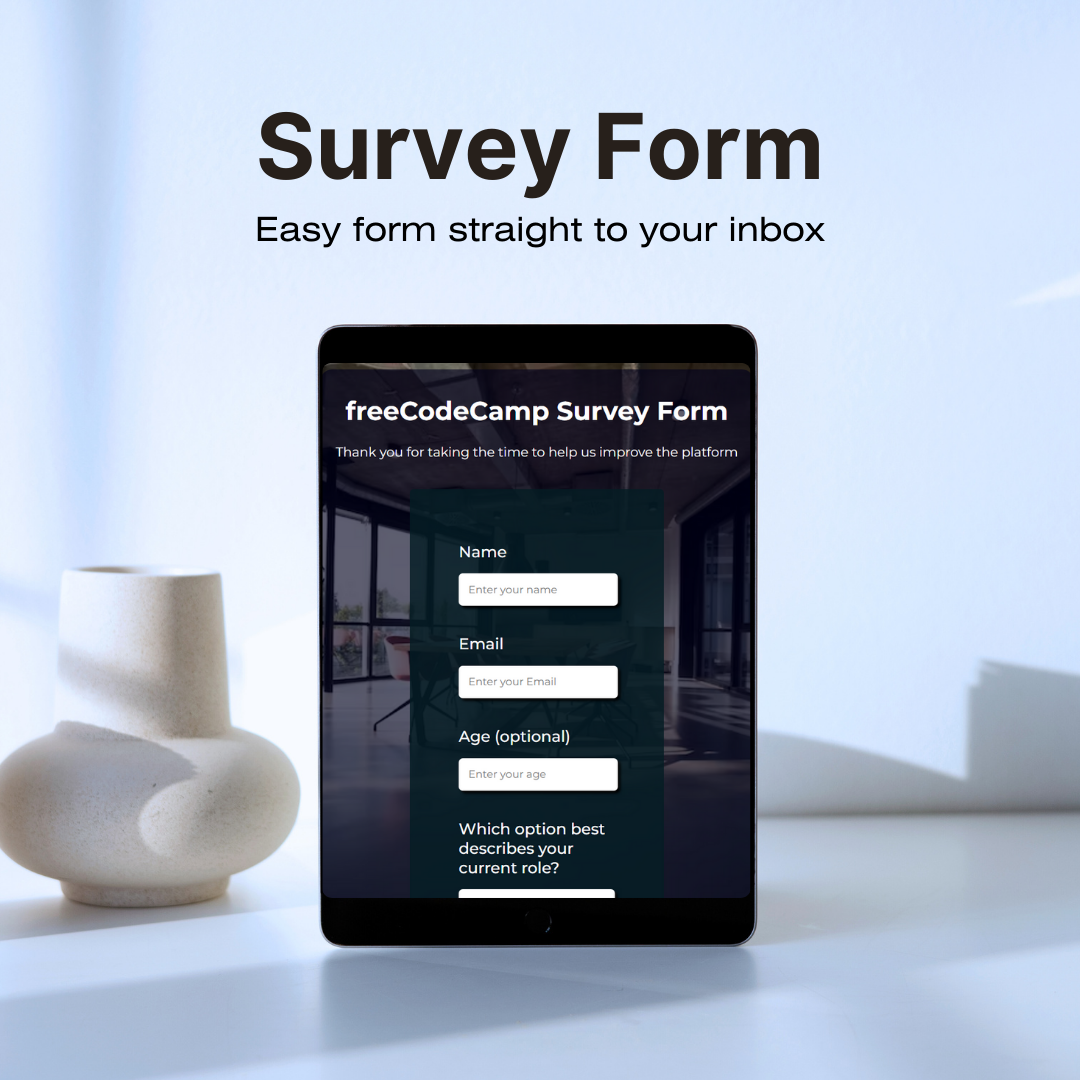 Survey Form
Easy form straight to your inbox
freeCodeCamp Survey Form
Thank you for taking the time to help us improve the platform
Name
Enter your name
Email
Enter your Email
Age (optional)
Enter your age
Which option best
describes your
current role?